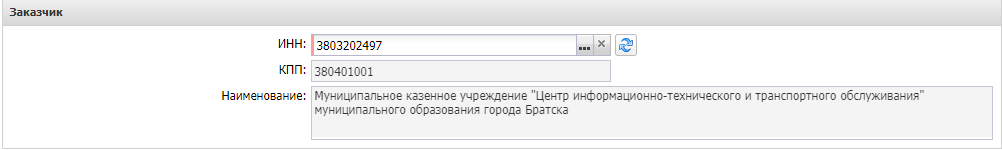 Заказчик
ИНН: 3803202497 ...
КПП: 380401001
Наименование: Муниципальное казенное учреждение "Центр информационно-технического и транспортного обслуживания"
муниципального образования города Братска